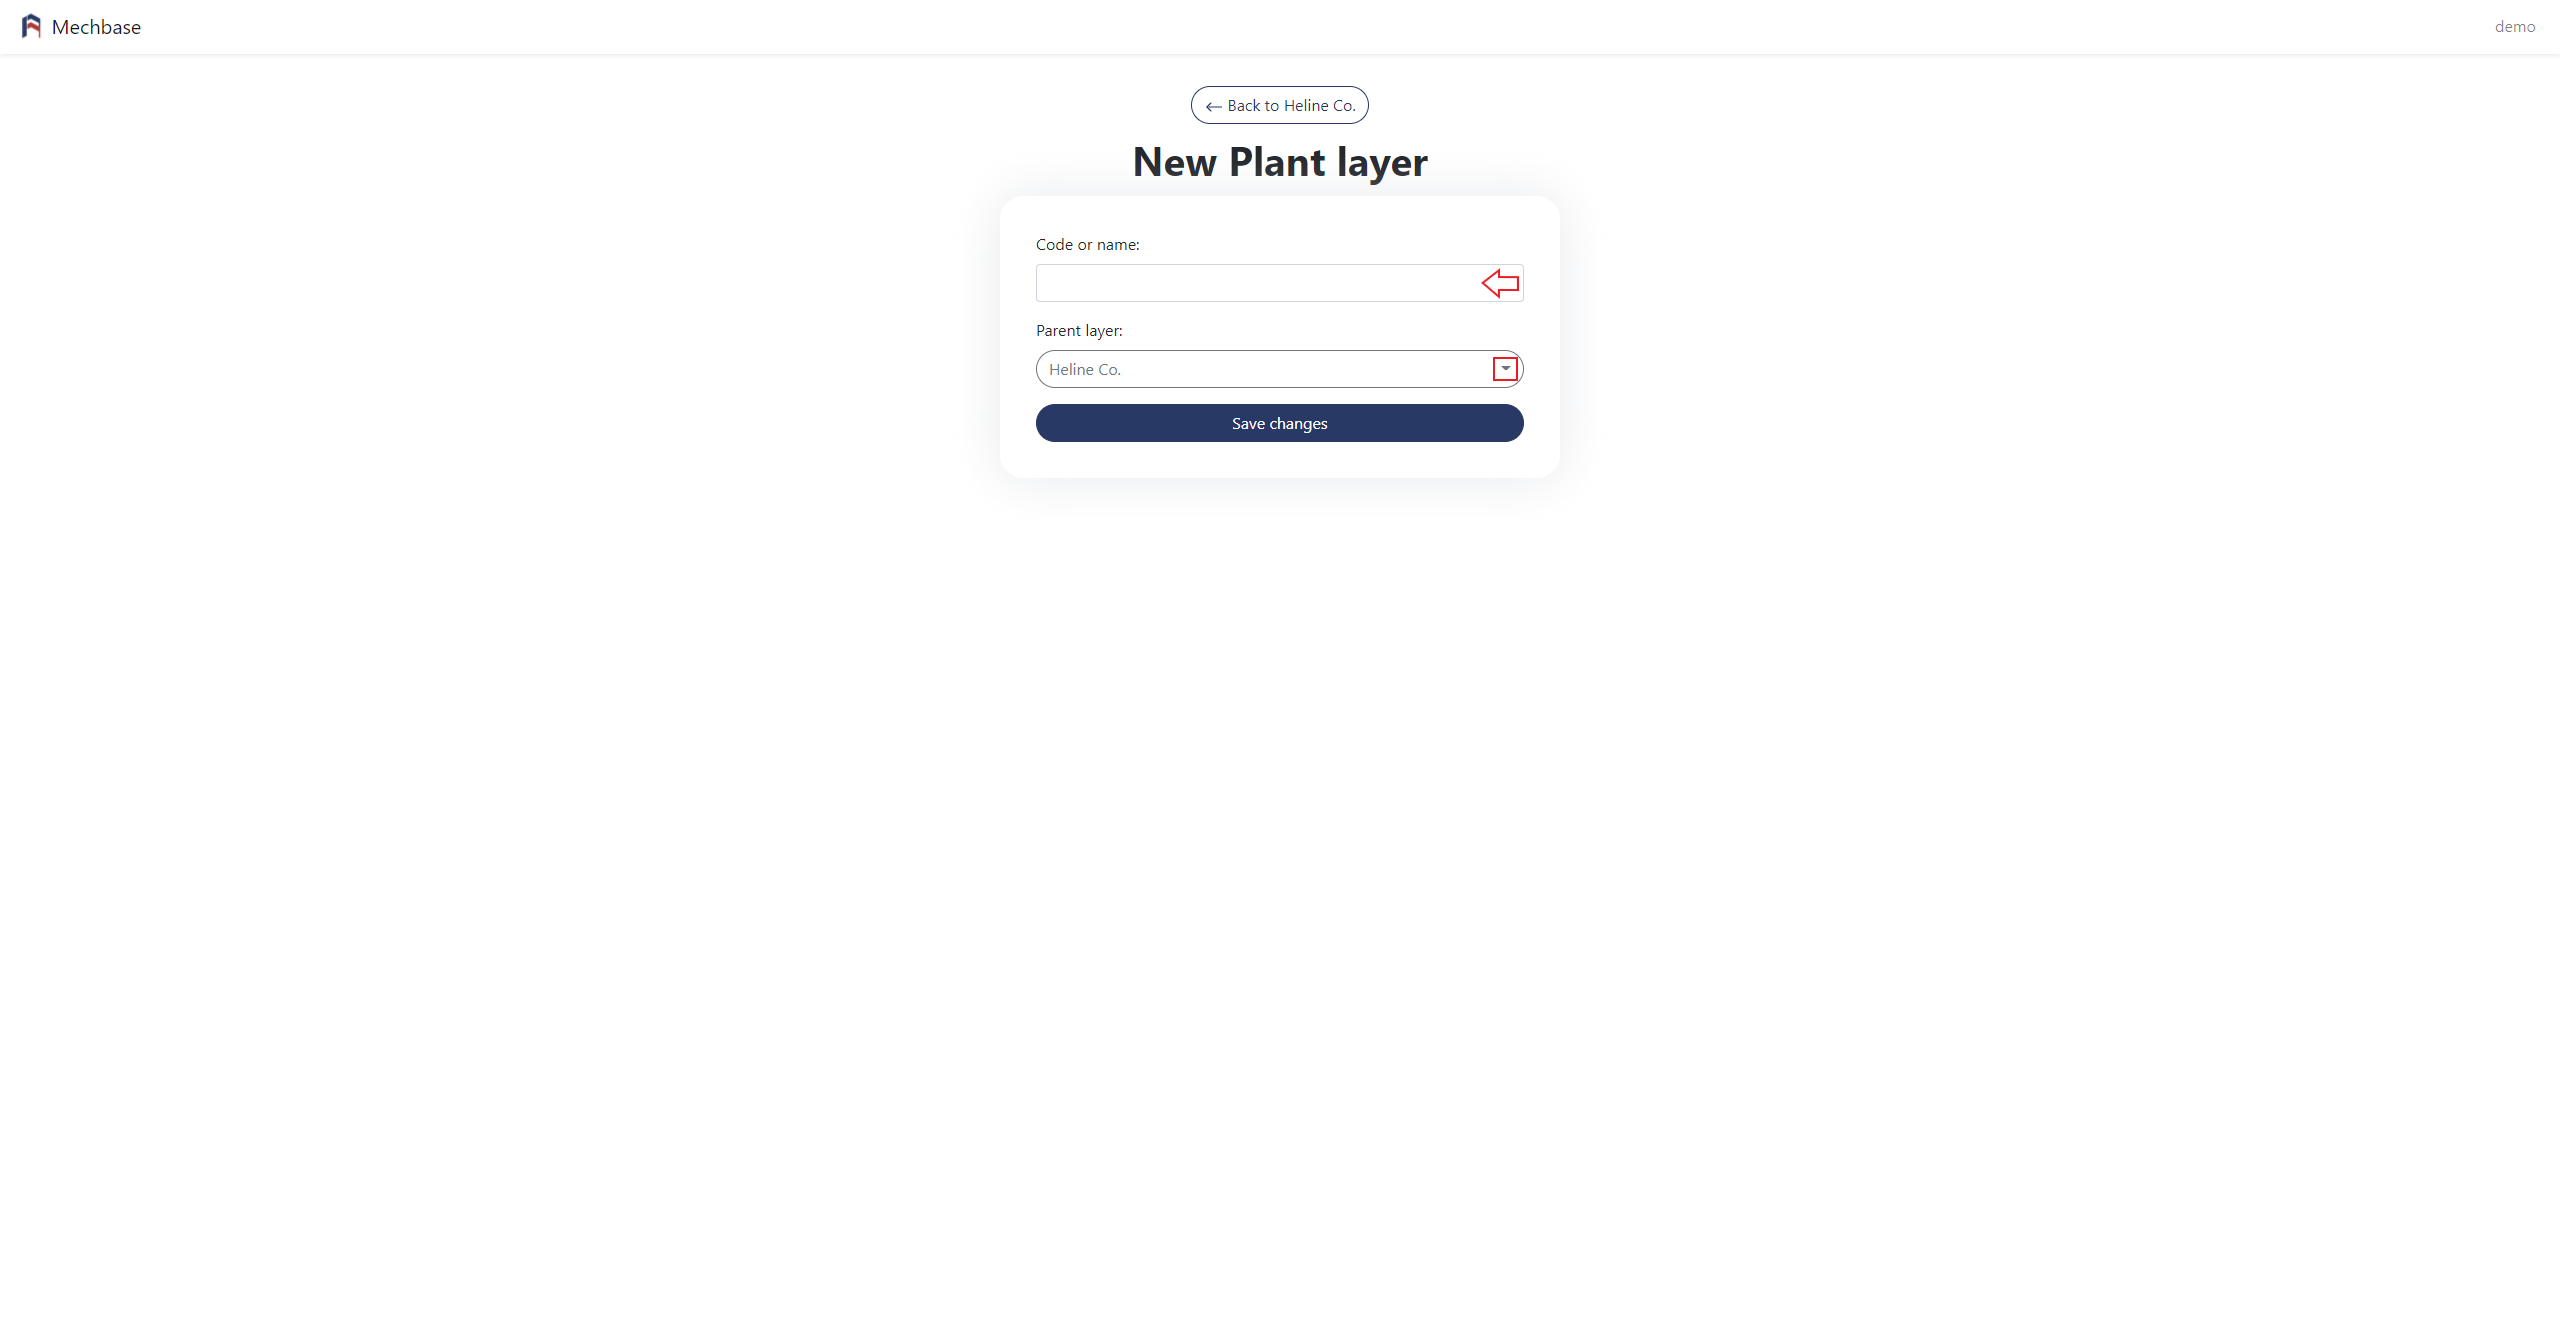 Mechbase
demo
Back to Heline Co.
New Plant layer
Code or name:
Parent layer:
Heline Co.
Save changes